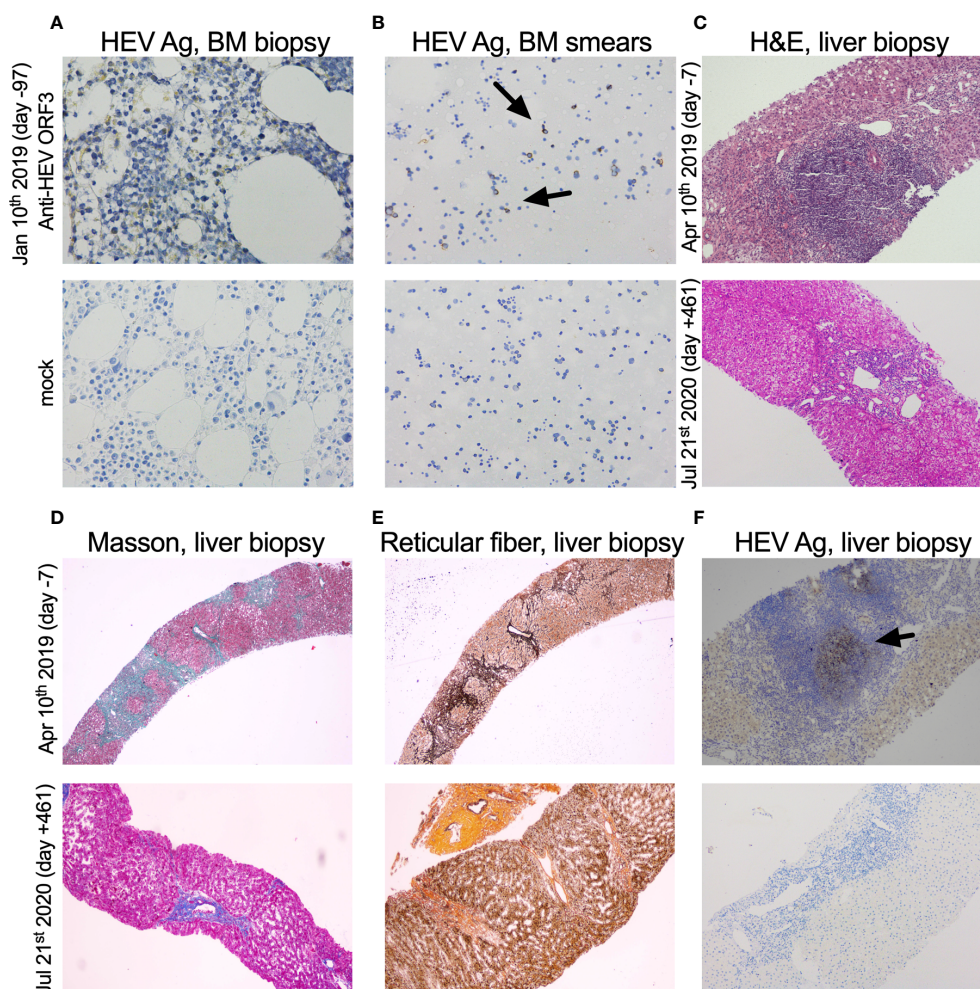 A
HEV Ag, BM biopsy
Jan 10th 2019 (day -97)
Anti-HEV ORF3
mock
B
HEV Ag, BM smears
C
H&E, liver biopsy
Apr 10th 2019 (day -7)
Jul 21st 2020 (day +461)
D
Masson, liver biopsy
Apr 10th 2019 (day -7)
Jul 21st 2020 (day +461)
E
Reticular fiber, liver biopsy
F
HEV Ag, liver biopsy